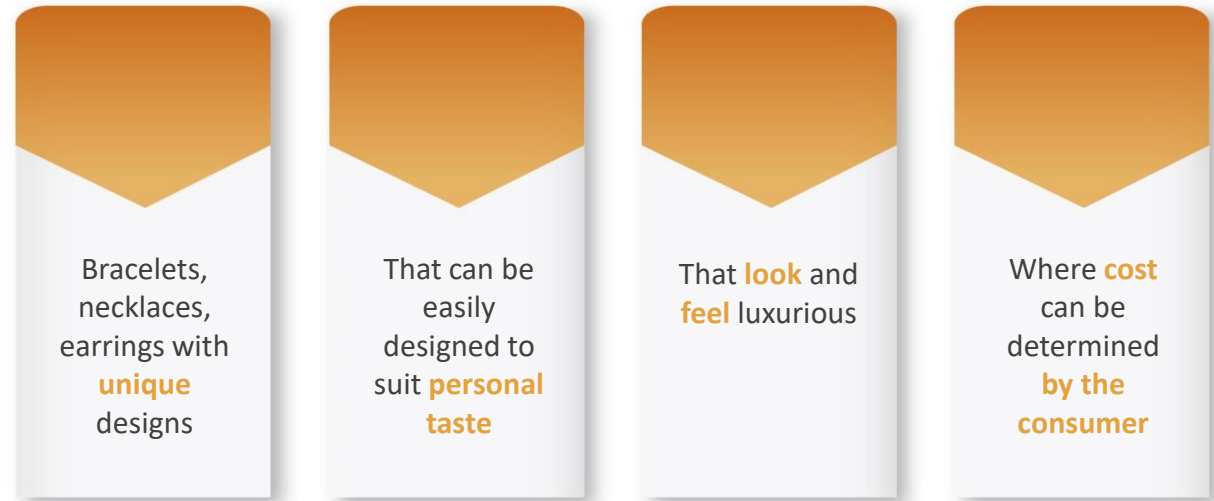 Bracelets,
necklaces,
earrings with
unique
designs
That can be
easily
designed to
suit personal
taste
That look and
feel luxurious
Where cost
can be
determined
by the
consumer